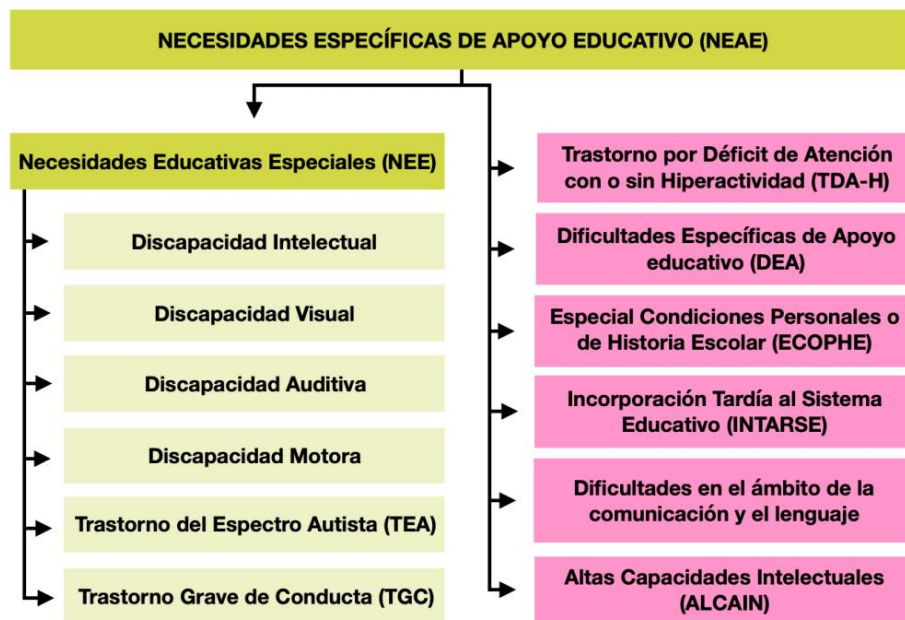 NECESIDADES ESPECÍFICAS DE APOYO EDUCATIVO (NEAE)
Necesidades Educativas Especiales (NEE)
Discapacidad Intelectual
Discapacidad Visual
Discapacidad Auditiva
Discapacidad Motora
Trastorno del Espectro Autista (TEA)
Trastorno Grave de Conducta (TGC)
Trastorno por Déficit de Atención
con o sin Hiperactividad (TDA-H)
Dificultades Específicas de Apoyo
educativo (DEA)
Especial Condiciones Personales o
de Historia Escolar (ECOPHE)
Incorporación Tardía al Sistema
Educativo (INTARSE)
Dificultades en el ámbito de la
comunicación y el lenguaje
Altas Capacidades Intelectuales
(ALCAIN)